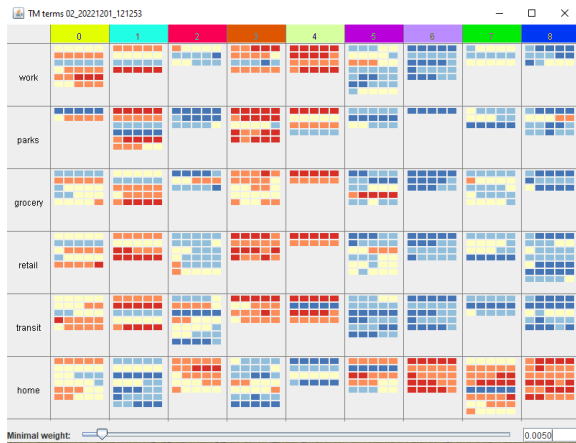 TM terms 02_20221201_121253
0 1 2 3 4 5 6 7 8
work
parks
grocery
retail
transit
home
Minimal weight: 0.0050